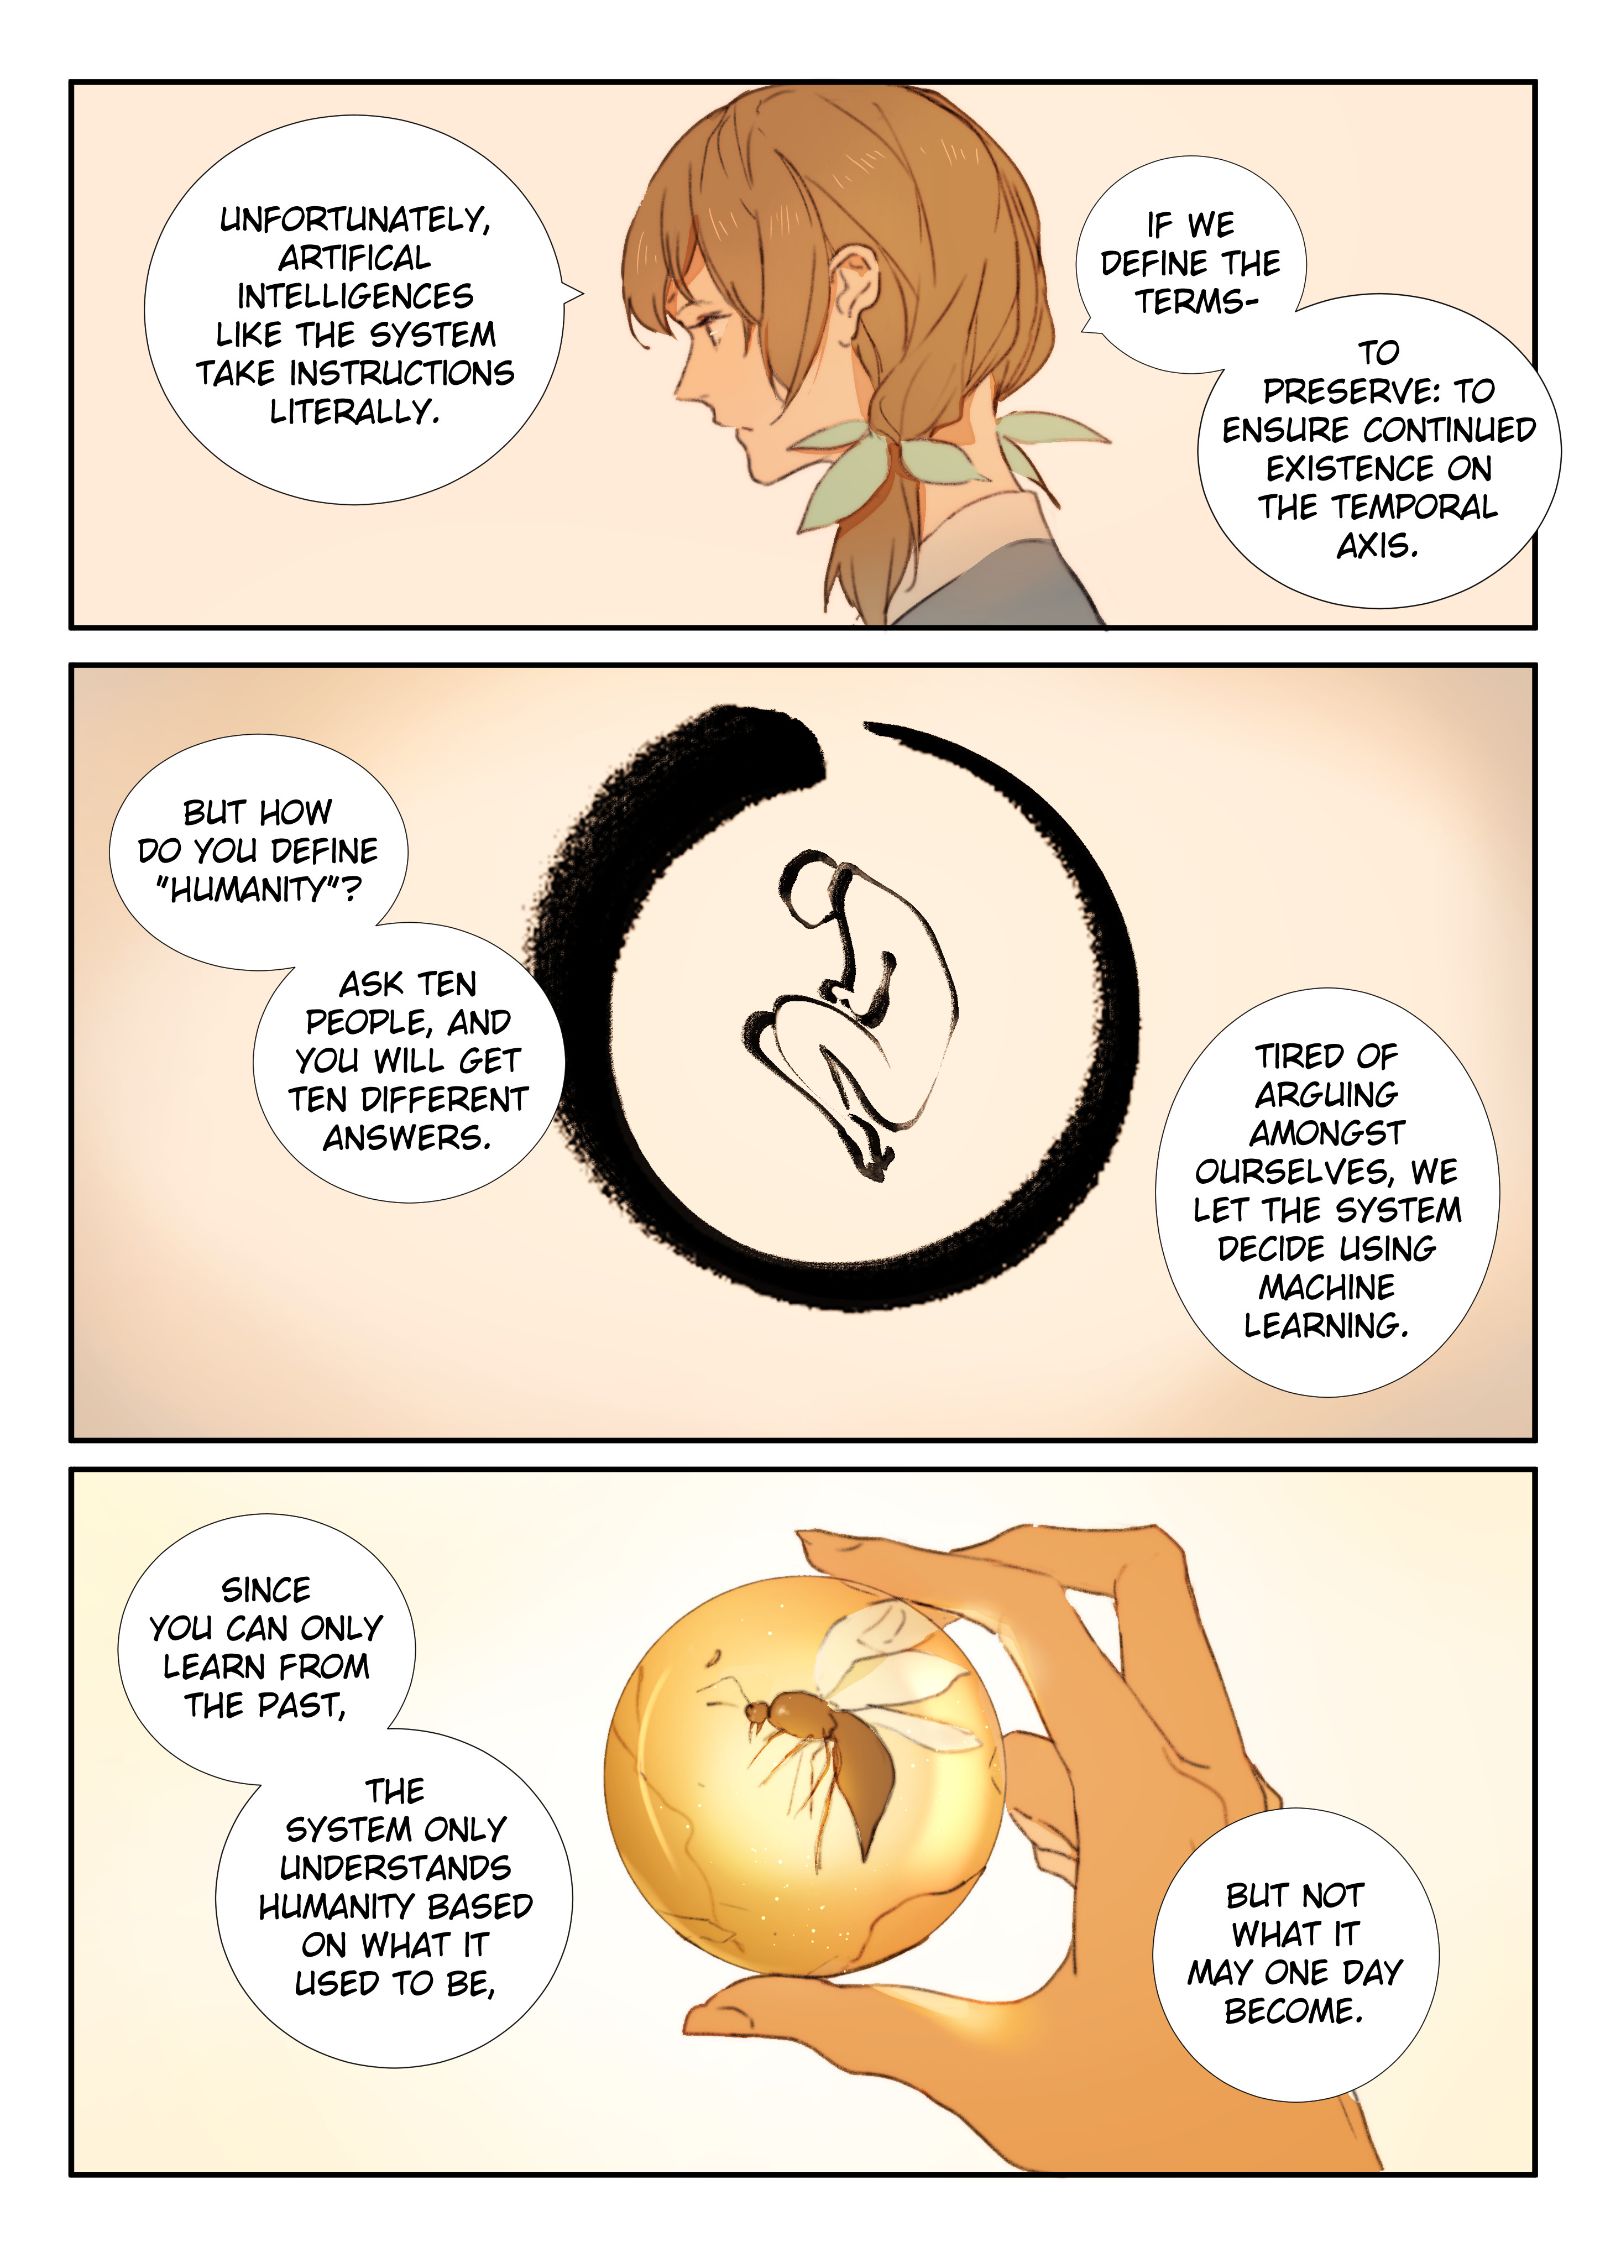 UNFORTUNATELY,
ARTIFICAL
INTELLIGENCES
LIKE THE SYSTEM
TAKE INSTRUCTIONS
LITERALLY.
IF WE
DEFINE THE
TERMS-
TO
PRESERVE: TO
ENSURE CONTINUED
EXISTENCE ON
THE TEMPORAL
AXIS.
BUT HOW
DO YOU DEFINE
"HUMANITY"?
ASK TEN
PEOPLE, AND
YOU WILL GET
TEN DIFFERENT
ANSWERS.
TIRED OF
ARGUING
AMONGST
OURSELVES, WE
LET THE SYSTEM
DECIDE USING
MACHINE
LEARNING.
SINCE
YOU CAN ONLY
LEARN FROM
THE PAST,
THE
SYSTEM ONLY
UNDERSTANDS
HUMANITY BASED
ON WHAT IT
USED TO BE,
BUT NOT
WHAT IT
MAY ONE DAY
BECOME.